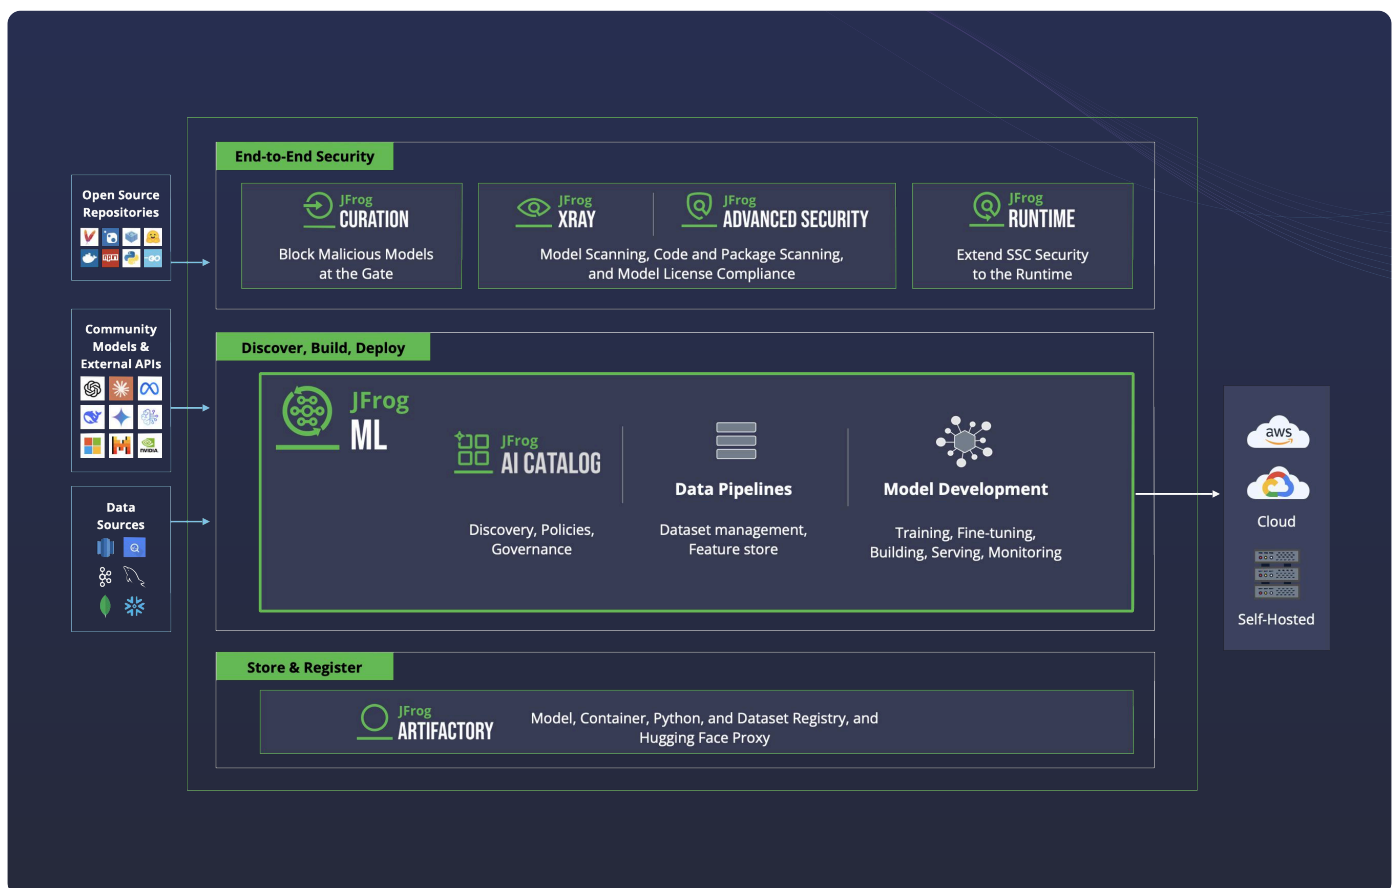 Open Source
Repositories
npm
GO
Community
Models &
External APIs
NVIDIA
Data
Sources
End-to-End Security
JFrog
CURATION
Block Malicious Models
at the Gate
JFrog
XRAY
JFrog
ADVANCED SECURITY
Model Scanning, Code and Package Scanning,
and Model License Compliance
JFrog
RUNTIME
Extend SSC Security
to the Runtime
Discover, Build, Deploy
JFrog
ML
JFrog
AI CATALOG
Discovery, Policies,
Governance
Data Pipelines
Dataset management,
Feature store
Model Development
Training, Fine-tuning,
Building, Serving, Monitoring
Store & Register
JFrog
ARTIFACTORY
Model, Container, Python, and Dataset Registry, and
Hugging Face Proxy
aws
Cloud
Self-Hosted